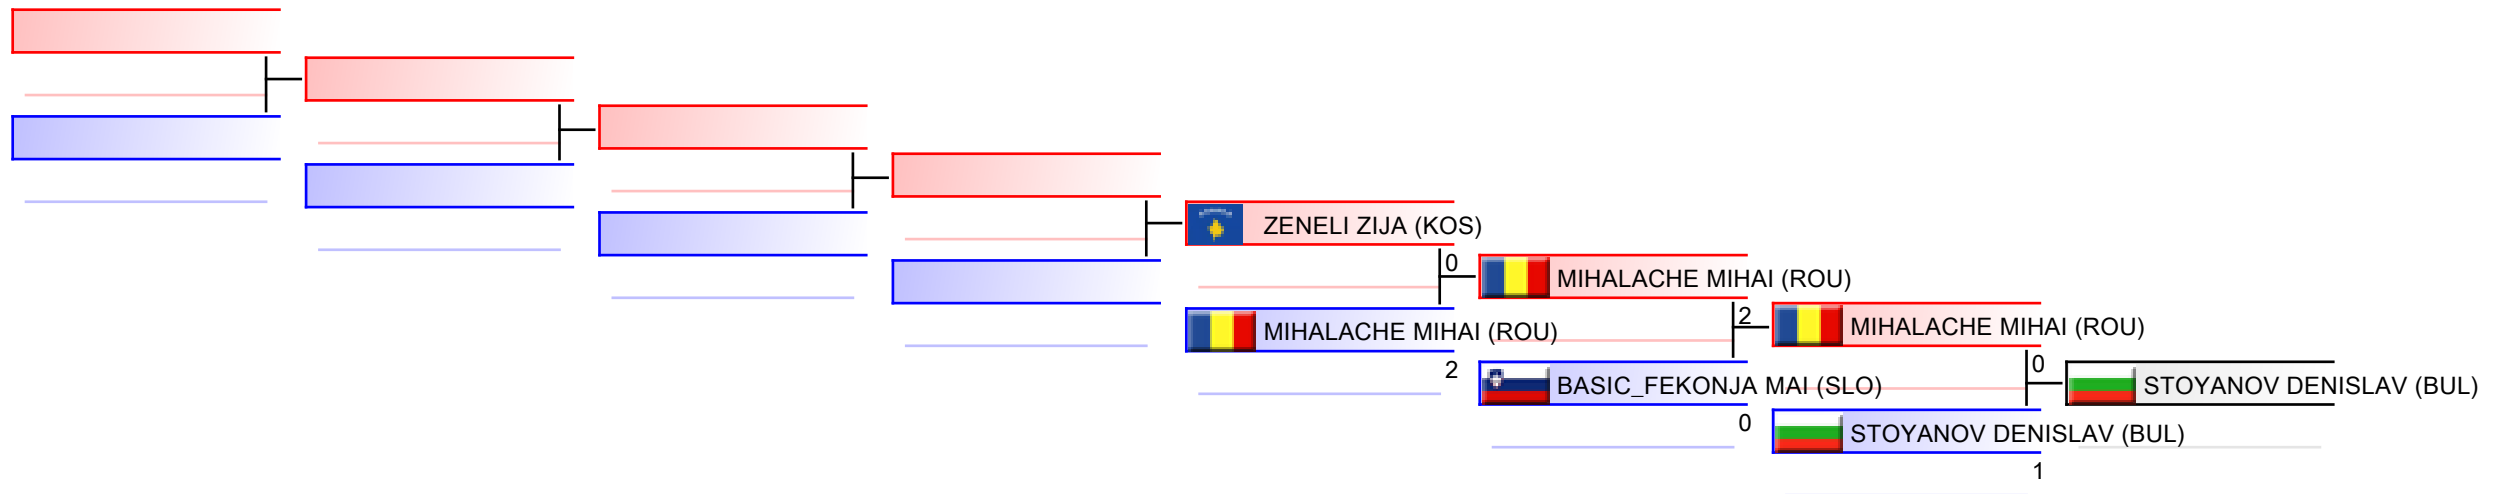 ZENELI ZIJA (KOS)
0
MIHALACHE MIHAI (ROU)
2
MIHALACHE MIHAI (ROU)
2
BASIC_FEKONJA MAI (SLO)
0
MIHALACHE MIHAI (ROU)
0
STOYANOV DENISLAV (BUL)
1
STOYANOV DENISLAV (BUL)